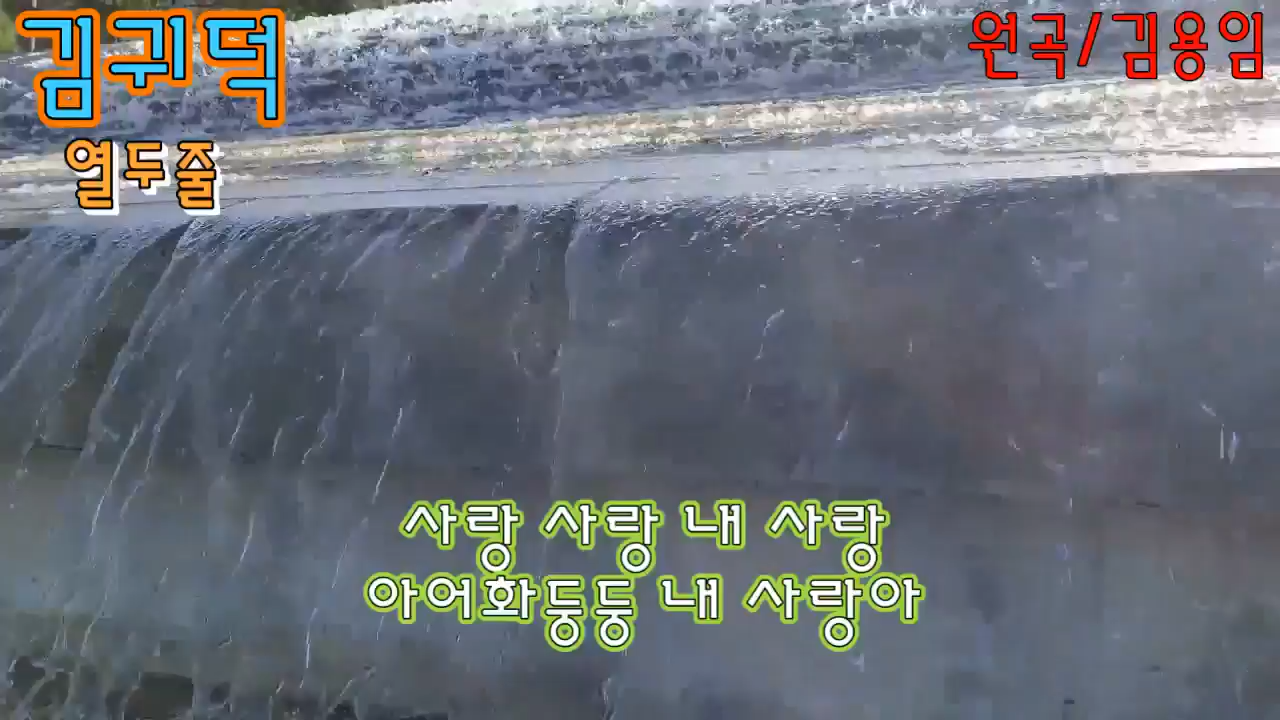 김귀덕
원곡/김용임
열두줄
사랑 사랑 내 사랑
아어화둥둥 내 사랑아